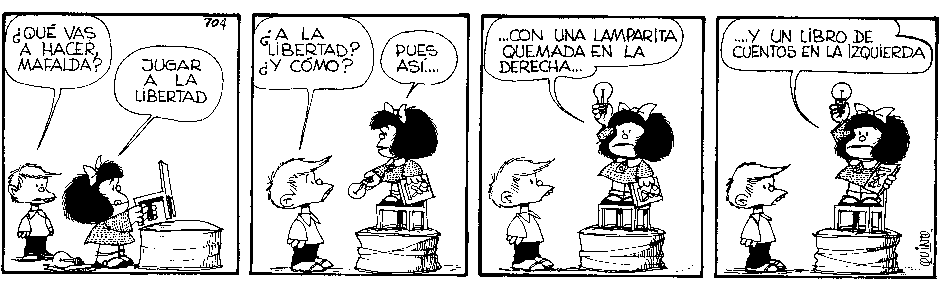 704
¿QUÉ VAS
A HACER,
MAFALDA?
JUGAR
A LA
LIBERTAD
¿A LA
LIBERTAD?
¿Y CÓMO?
PUES
ASÍ....
...CON UNA LAMPARITA
QUEMADA EN LA
DERECHA...
....Y UN LIBRO DE
CUENTOS EN LA IZQUIERDA
QUINO